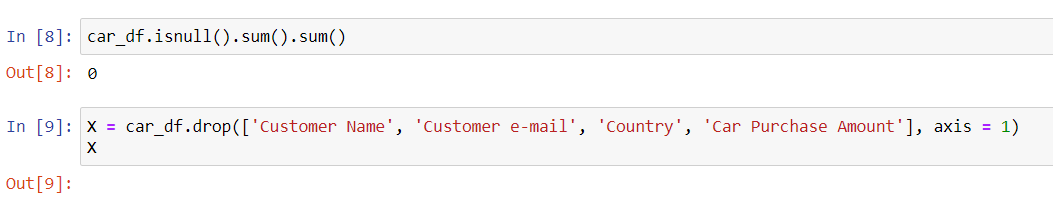 In [8]: car_df.isnull().sum().sum()
Out[8]: 0
In [9]: X = car_df.drop(['Customer Name', 'Customer e-mail', 'Country', 'Car Purchase Amount'], axis = 1)
X
Out[9]: